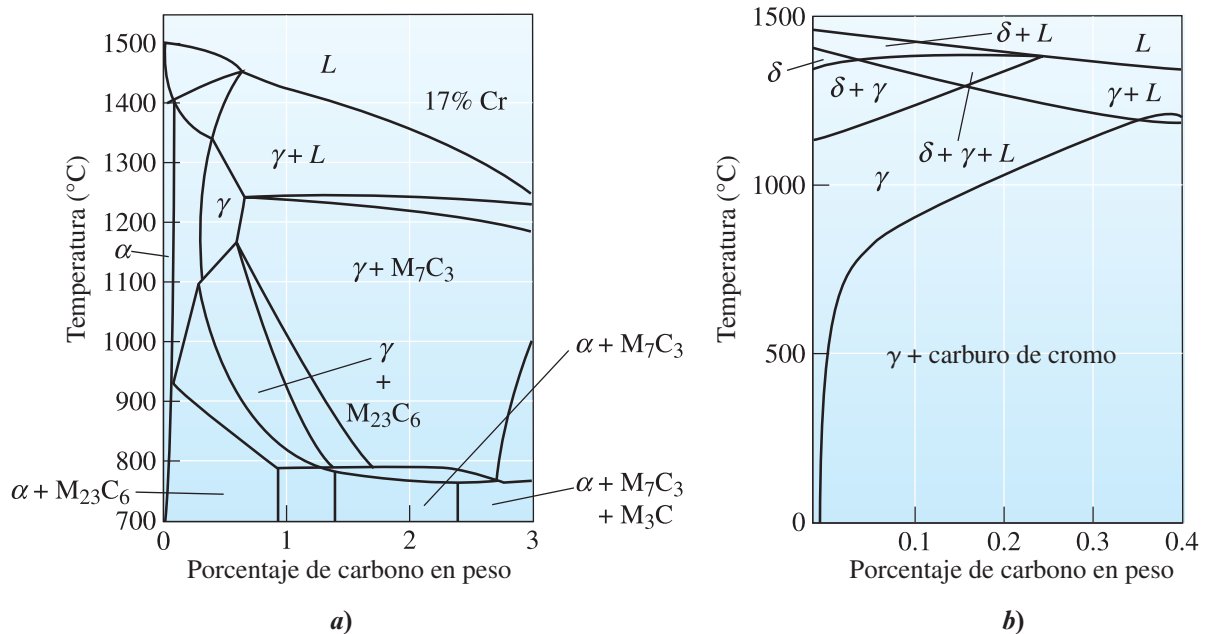 1500
1400
1300
1200
1100
1000
900
800
700
Temperatura (°C)
L
17% Cr
γ + L
γ
α
γ + M₇C₃
γ
+
M₂₃C₆
α + M₇C₃
α + M₂₃C₆
α + M₇C₃
+ M₃C
0
1
2
3
Porcentaje de carbono en peso
a)
1500
1000
500
0
Temperatura (°C)
δ + L
L
δ
δ + γ
γ + L
δ + γ + L
γ
γ + carburo de cromo
0.1
0.2
0.3
0.4
Porcentaje de carbono en peso
b)